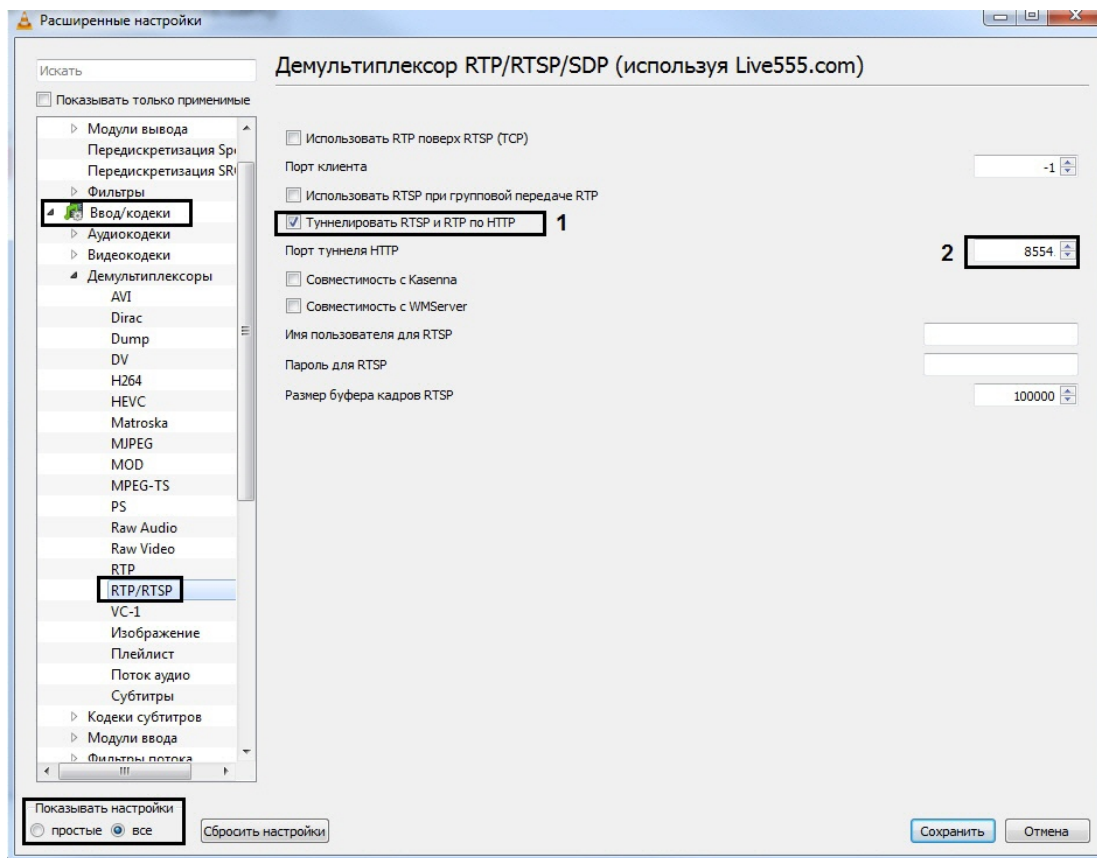 Расширенные настройки
Искать
Показывать только применимые
Модули вывода
Передискретизация
Передискретизация
Фильтры
Ввод/кодеки
Аудиокодеки
Видеокодеки
Демультиплексоры
AVI
Dirac
Dump
DV
H264
HEVC
Matroska
MJPEG
MOD
MPEG-TS
PS
Raw Audio
Raw Video
RTP
RTP/RTSP
VC-1
Изображение
Плейлист
Поток аудио
Субтитры
Кодеки субтитров
Модули ввода
Фильтры потока
Показывать настройки
простые все
Сбросить настройки
Демультиплексор RTP/RTSP/SDP (используя Live555.com)
Использовать RTP поверх RTSP (TCP)
Порт клиента -1
Использовать RTSP при групповой передаче RTP
Туннелировать RTSP и RTP по HTTP 1
Порт туннеля HTTP 2 8554
Совместимость с Kasenna
Совместимость с WMServer
Имя пользователя для RTSP
Пароль для RTSP
Размер буфера кадров RTSP 100000
Сохранить Отмена